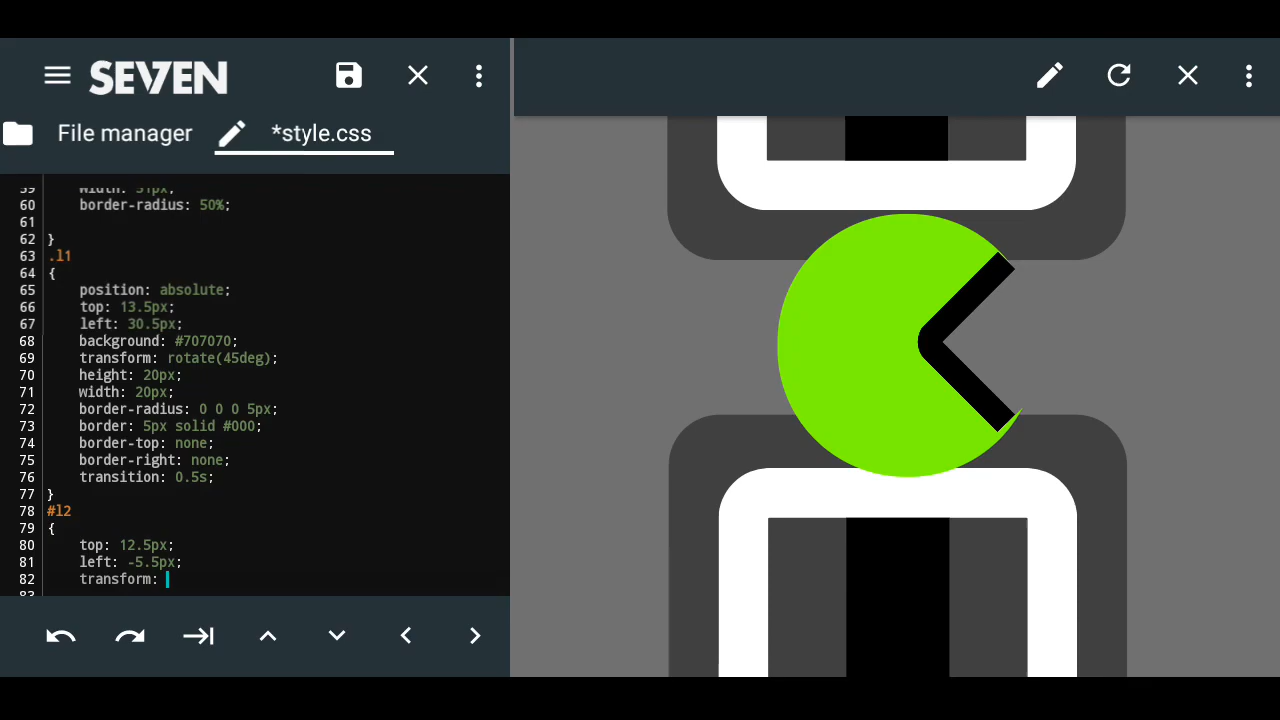 SEVEN
File manager
*style.css
59 width: 51px;
60 border-radius: 50%;
61
62 }
63 .l1
64 {
65 position: absolute;
66 top: 13.5px;
67 left: 30.5px;
68 background: #707070;
69 transform: rotate(45deg);
70 height: 20px;
71 width: 20px;
72 border-radius: 0 0 0 5px;
73 border: 5px solid #000;
74 border-top: none;
75 border-right: none;
76 transition: 0.5s;
77 }
78 #l2
79 {
80 top: 12.5px;
81 left: -5.5px;
82 transform:
83